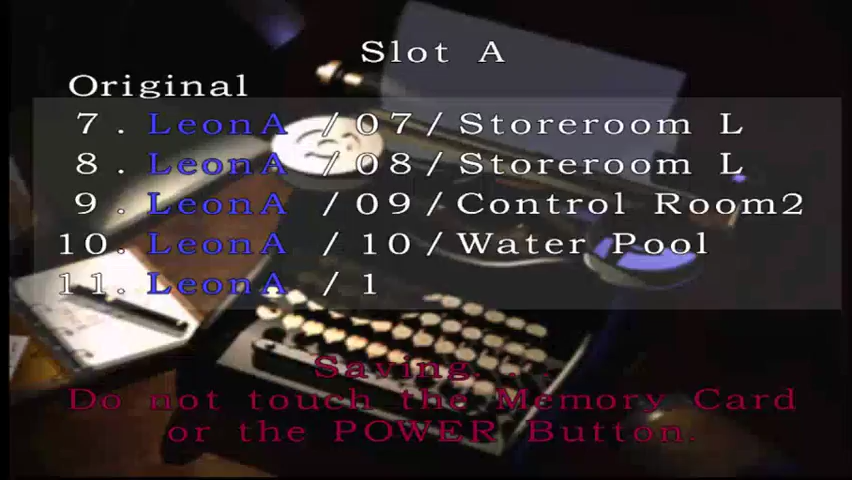 Slot A
Original
7. LeonA /07/Storeroom L
8. LeonA /08/Storeroom L
9. LeonA /09/Control Room2
10. LeonA /10/Water Pool
11. LeonA /1
Saving. . .
Do not touch the Memory Card
or the POWER Button.